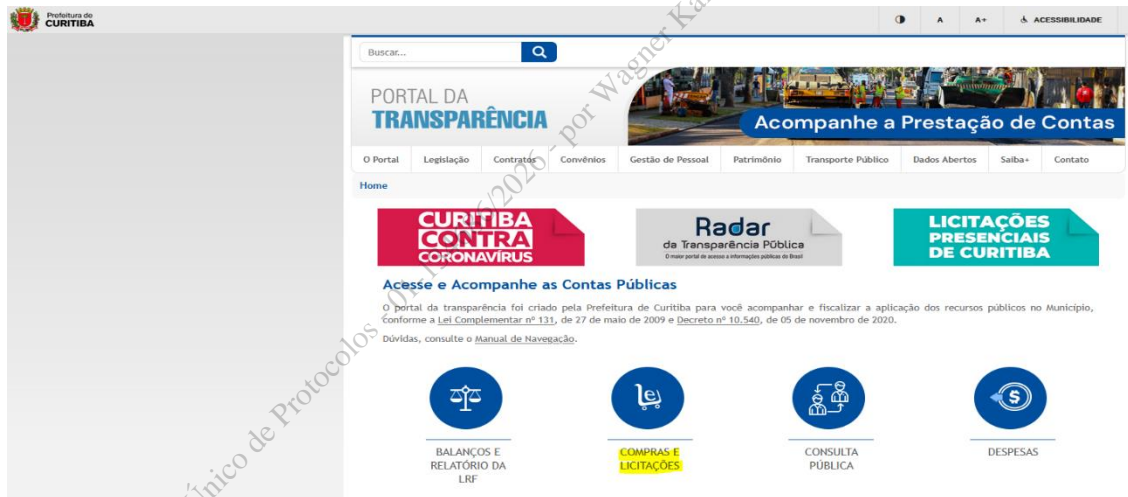 Prefeitura do
CURITIBA
A A+ ACESSIBILIDADE
Buscar...
PORTAL DA
TRANSPARÊNCIA
Acompanhe a Prestação de Contas
O Portal Legislação Contratos Convênios Gestão de Pessoal Patrimônio Transporte Público Dados Abertos Saiba+ Contato
Home
CURITIBA
CONTRA
CORONAVÍRUS
Radar
da Transparência Pública
O maior portal de acesso a informações públicas do Brasil
LICITAÇÕES
PRESENCIAIS
DE CURITIBA
Acesse e Acompanhe as Contas Públicas
O portal da transparência foi criado pela Prefeitura de Curitiba para você acompanhar e fiscalizar a aplicação dos recursos públicos no Município,
conforme a Lei Complementar nº 131, de 27 de maio de 2009 e Decreto nº 10.540, de 05 de novembro de 2020.
Dúvidas, consulte o Manual de Navegação.
BALANÇOS E
RELATÓRIO DA
LRF
COMPRAS E
LICITAÇÕES
CONSULTA
PÚBLICA
DESPESAS
Único de Protocolos
por Wagner